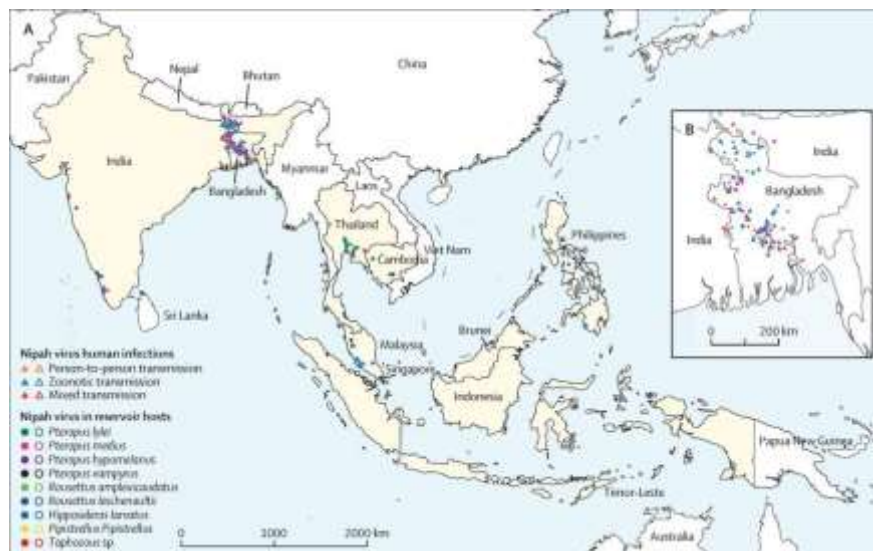 A
Pakistan
Nepal
Bhutan
China
India
Bangladesh
Myanmar
Laos
Thailand
Viet Nam
Cambodia
Philippines
Sri Lanka
Malaysia
Brunei
Singapore
Indonesia
Papua New Guinea
Timor-Leste
Australia
B
India
Bangladesh
India
0 200 km
Nipah virus human infections
Person-to-person transmission
Zoonotic transmission
Mixed transmission
Nipah virus in reservoir hosts
Pteropus lylei
Pteropus medius
Pteropus hypomelanus
Pteropus vampyrus
Rousettus amplexicaudatus
Rousettus leschenaultii
Hipposideros larvatus
Pipistrellus Pipistrellus
Taphozous sp.
0 1000 2000 km